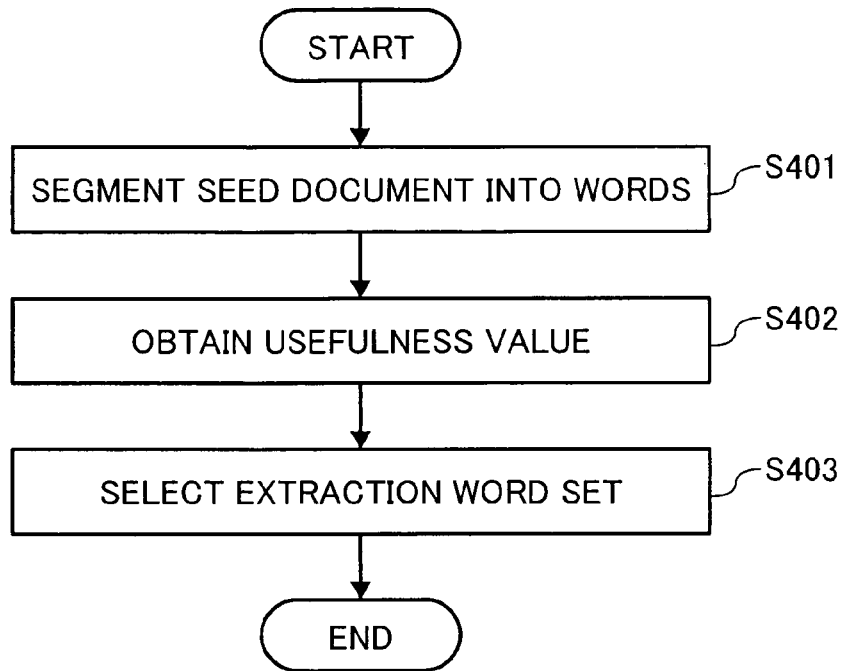 START
SEGMENT SEED DOCUMENT INTO WORDS
S401
OBTAIN USEFULNESS VALUE
S402
SELECT EXTRACTION WORD SET
S403
END